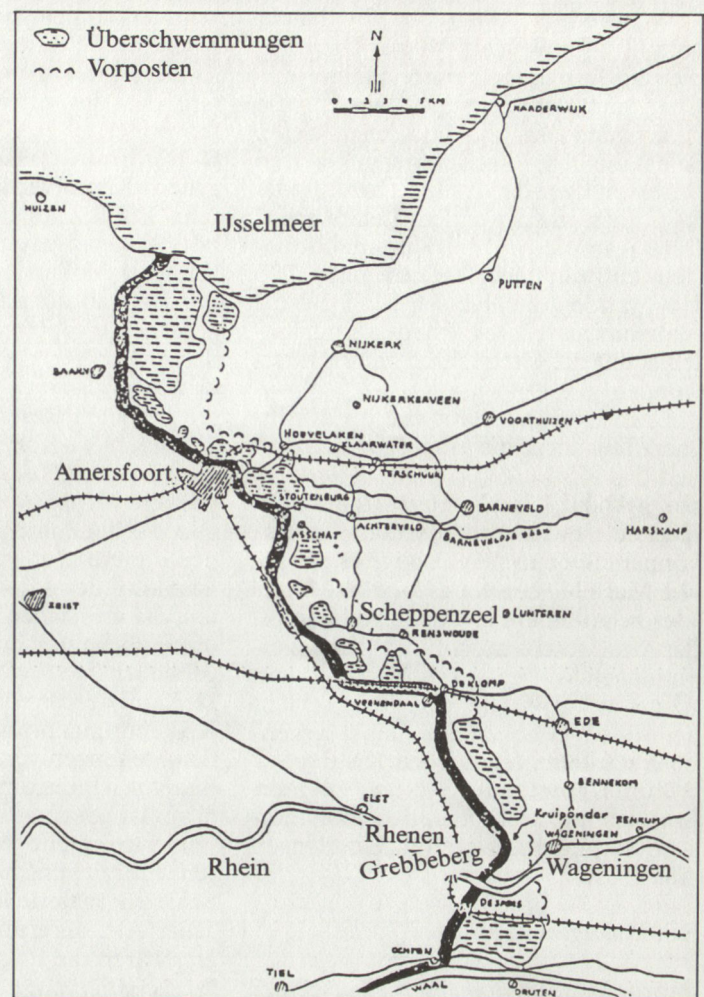 Überschwemmungen
Vorposten
N
0 1 2 3 4 5 KM
HARDERWIJK
HUIZEN
IJsselmeer
PUTTEN
NIJKERK
BAARN
NIJKERKERVEEN
VOORTHUIZEN
HOEVELAKEN
KLAARWATER
TERSCHUUR
Amersfoort
STOUTENBURG
BARNEVELD
ACHTERVELD
BARNEVELDSE BEEK
HARSKAMP
ASSCHAT
ZEIST
Scheppenzeel
LUNTEREN
RENSWOUDE
DE KLOMP
VEENENDAAL
EDE
BENNEKOM
ELST
Kruiponder
RENKUM
WAGENINGEN
Rhenen
Rhein
Grebbeberg
Wageningen
DE SPEES
OCHTEN
TIEL
WAAL
DRUTEN